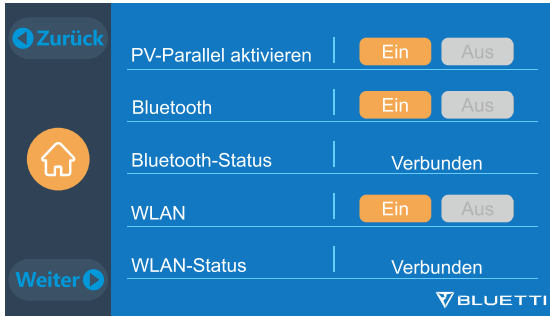 Zurück
PV-Parallel aktivieren Ein Aus
Bluetooth Ein Aus
Bluetooth-Status Verbunden
WLAN Ein Aus
WLAN-Status Verbunden
Weiter
BLUETTI